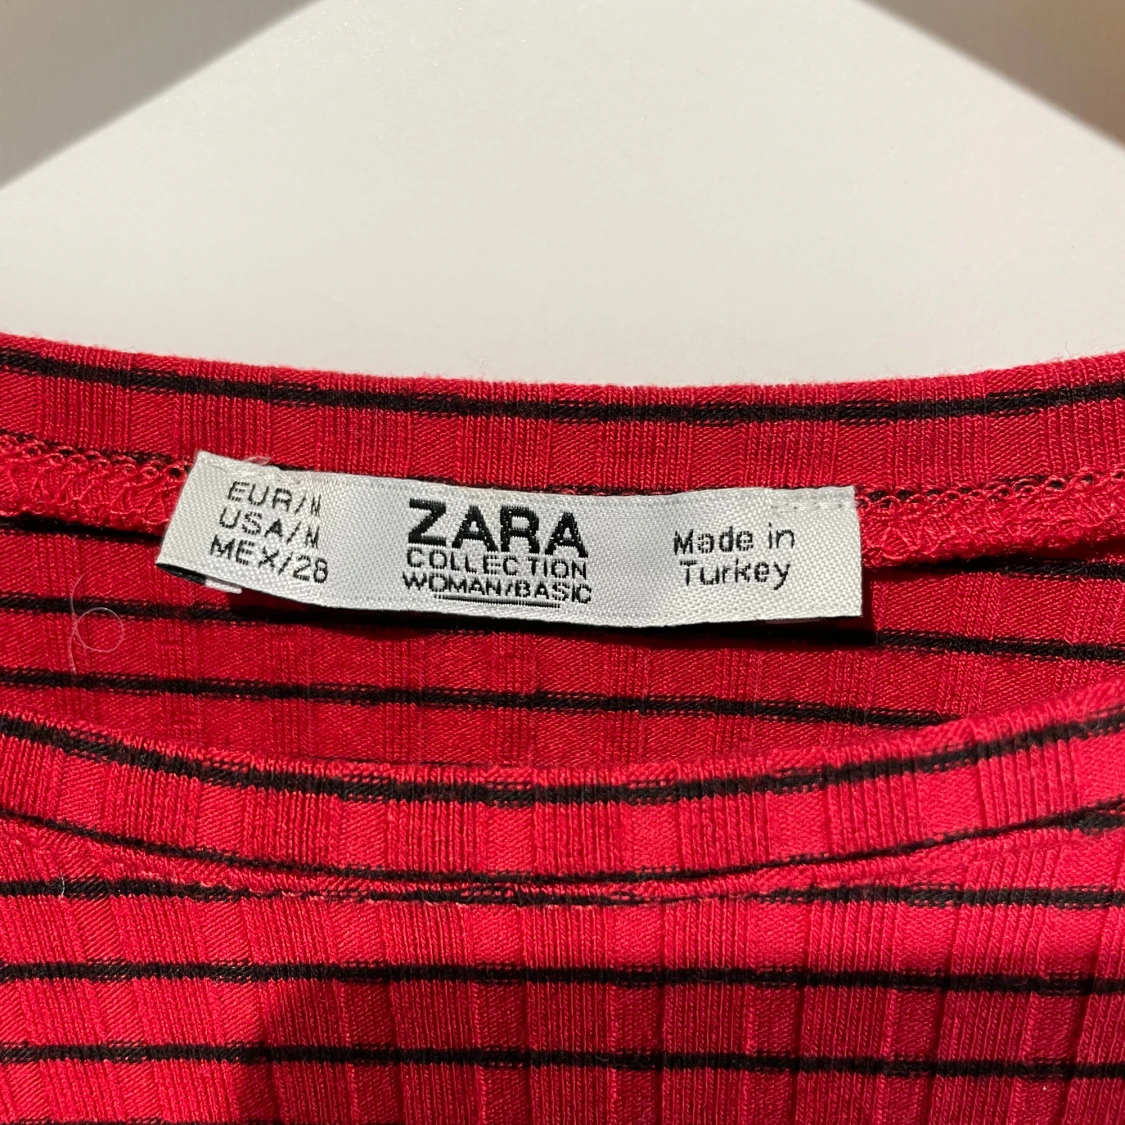 EUR/M
USA/M
MEX/28
ZARA
COLLECTION
WOMAN/BASIC
Made in
Turkey